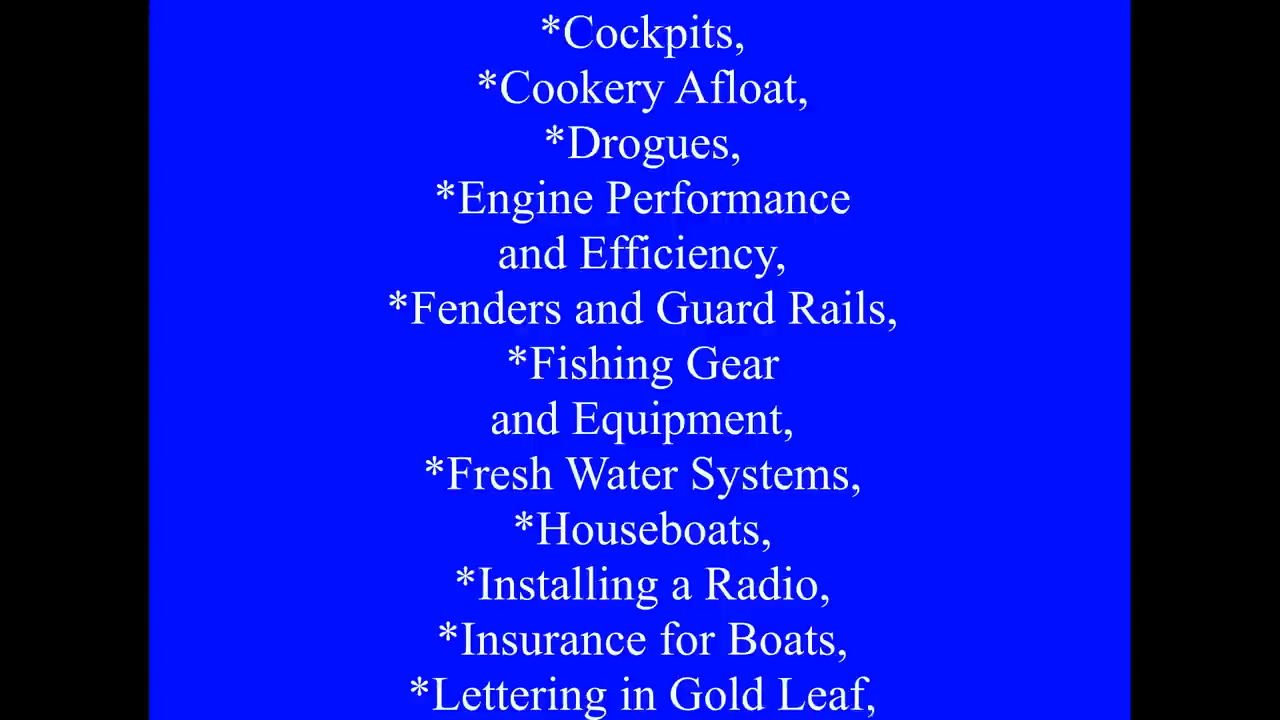 *Cockpits,
*Cookery Afloat,
*Drogues,
*Engine Performance
and Efficiency,
*Fenders and Guard Rails,
*Fishing Gear
and Equipment,
*Fresh Water Systems,
*Houseboats,
*Installing a Radio,
*Insurance for Boats,
*Lettering in Gold Leaf,